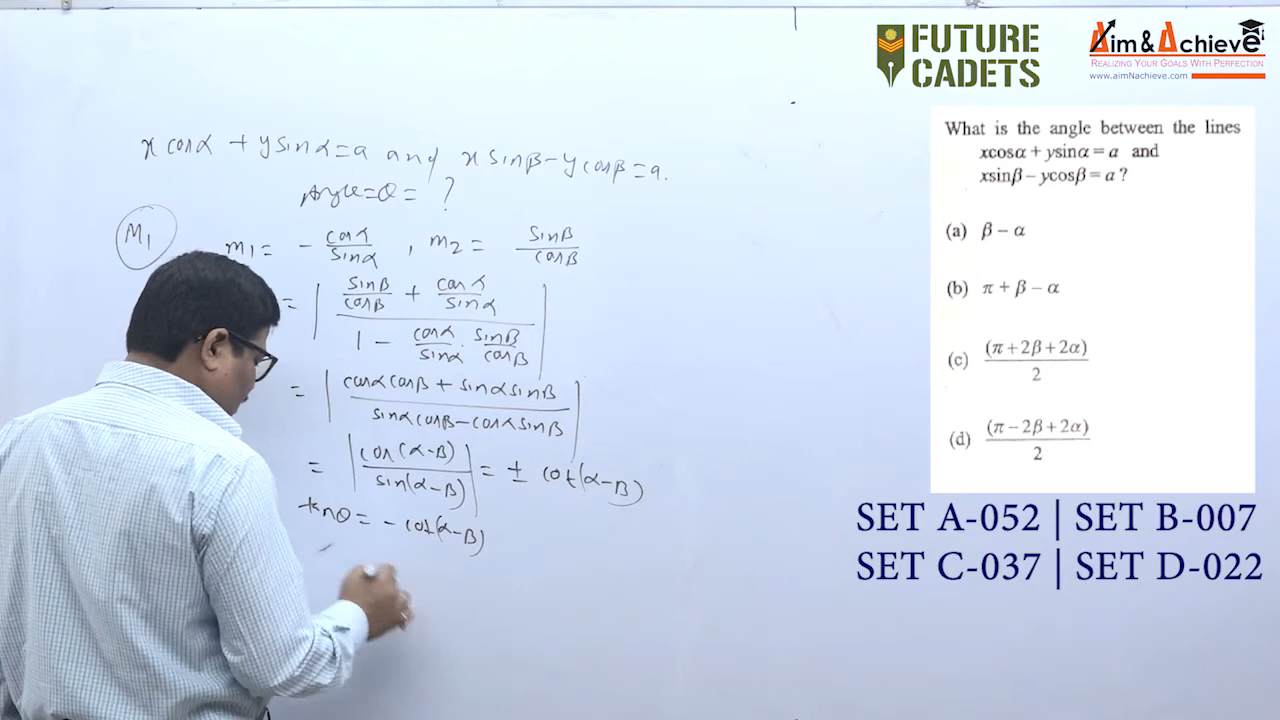 FUTURE
CADETS
Aim & Achieve
REALIZING YOUR GOALS WITH PERFECTION
www.aimNachieve.com
x cosα + y sinα = a and x sinβ - y cosβ = a.
Angle = θ = ?
M1
m1 = - cosα/sinα , m2 = sinβ/cosβ
= | (sinβ/cosβ + cosα/sinα) / (1 - cosα/sinα . sinβ/cosβ) |
= | (cosα cosβ + sinα sinβ) / (sinα cosβ - cosα sinβ) |
= | cos(α-β) / sin(α-β) | = ± cot(α-β)
tanθ = - cot(α-β)
What is the angle between the lines
xcosα + ysinα = a and
xsinβ – ycosβ = a ?
(a) β – α
(b) π + β – α
(c) (π + 2β + 2α)/2
(d) (π – 2β + 2α)/2
SET A-052 | SET B-007
SET C-037 | SET D-022